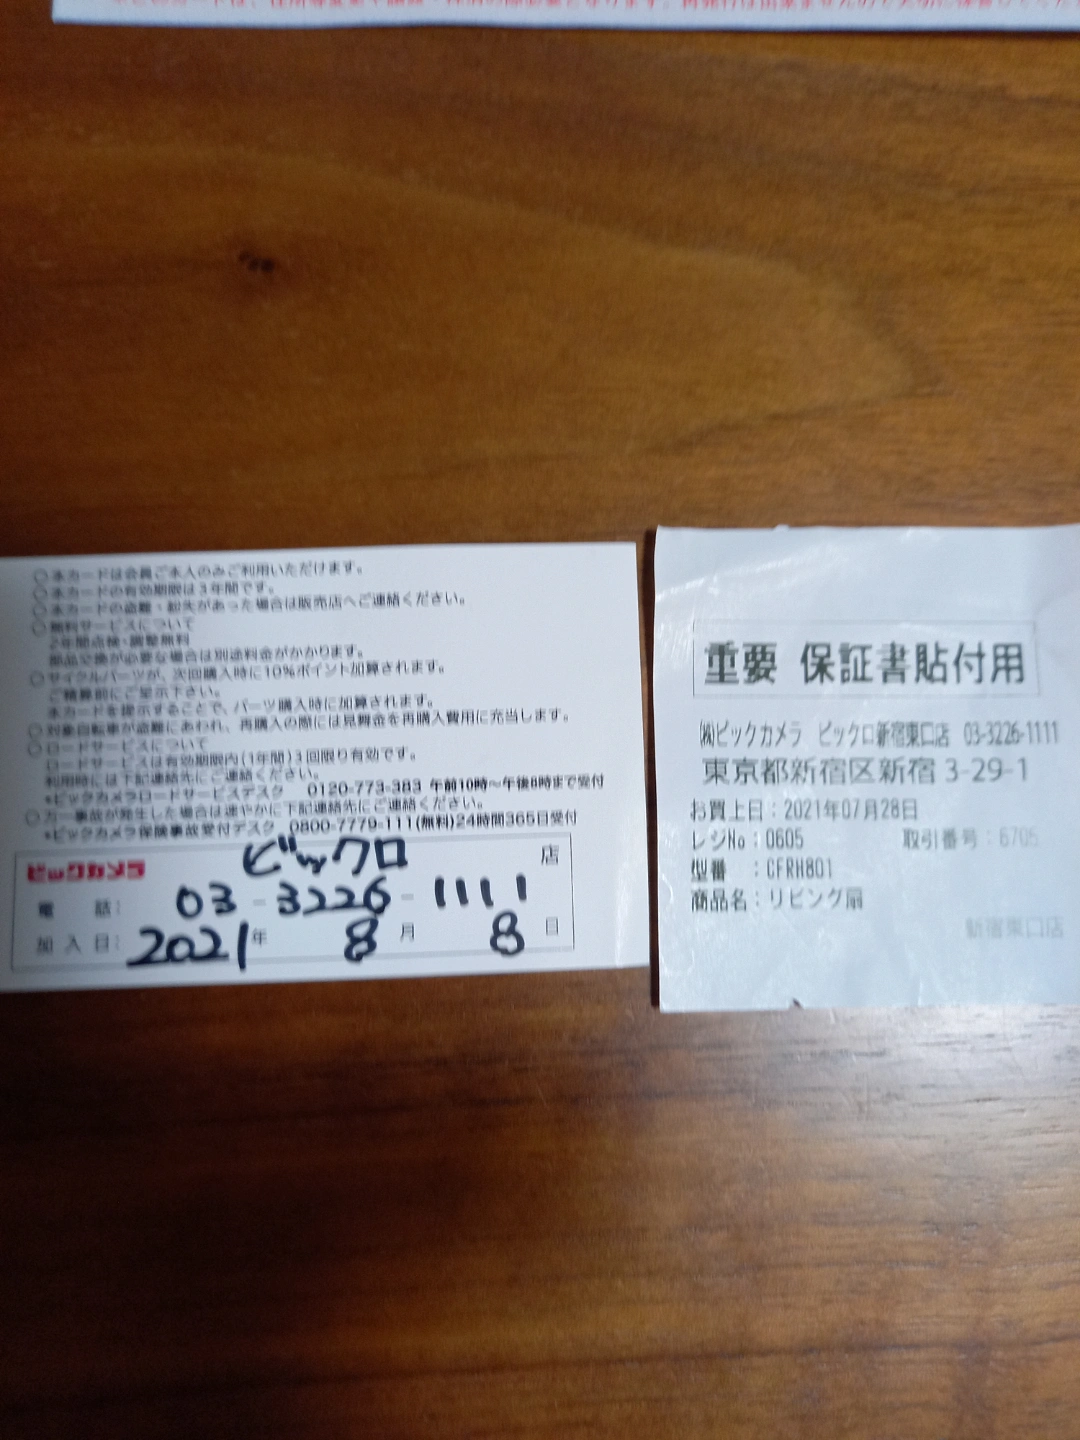 ○本カードは会員ご本人のみご利用いただけます。
○本カードの有効期限は3年間です。
○本カードの盗難・紛失があった場合は販売店へご連絡ください。
○無料サービスについて
2年間点検・調整無料
部品交換が必要な場合は別途料金がかかります。
○サイクルパーツが、次回購入時に10%ポイント加算されます。
ご精算前にご呈示下さい。
本カードを提示することで、パーツ購入時に加算されます。
○対象自転車が盗難にあわれ、再購入の際には見舞金を再購入費用に充当します。
○ロードサービスについて
ロードサービスは有効期限内(1年間)3回限り有効です。
利用時には下記連絡先にご連絡ください。
*ビックカメラロードサービスデスク 0120-773-383 午前10時〜午後8時まで受付
○万一事故が発生した場合は速やかに下記連絡先にご連絡ください。
*ビックカメラ保険事故受付デスク 0800-7779-111(無料)24時間365日受付
ビックカメラ ビックロ 店
電話: 03-3226-1111
加入日: 2021年 8月 8日
重要 保証書貼付用
㈱ビックカメラ ビックロ新宿東口店 03-3226-1111
東京都新宿区新宿3-29-1
お買上日:2021年07月28日
レジNo:0605 取引番号:6705
型番 :CFRH801
商品名:リビング扇
新宿東口店